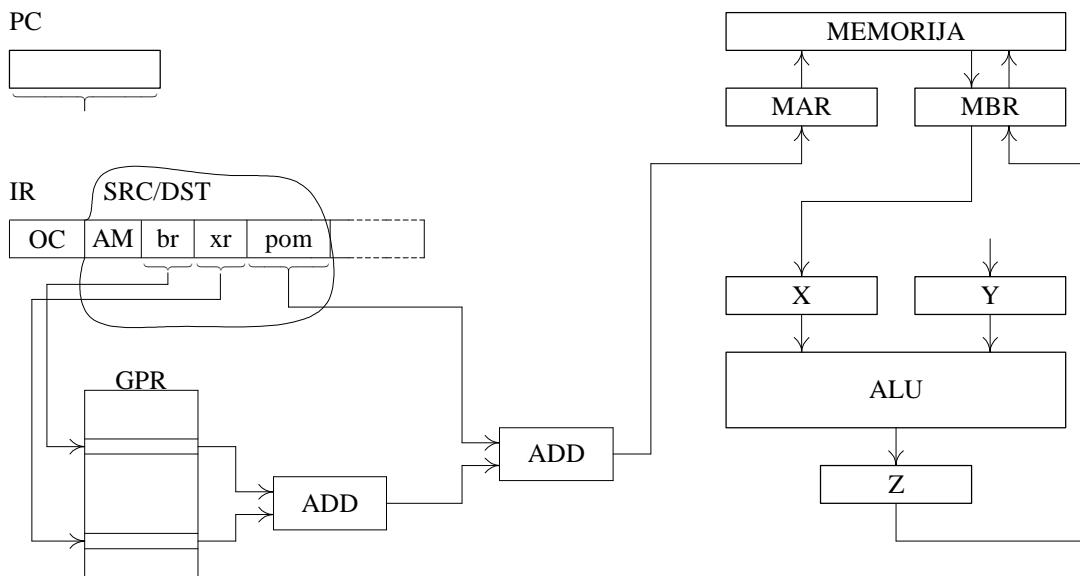 PC
MEMORIJA
MAR
MBR
IR
SRC/DST
OC AM br xr pom
X
Y
GPR
ALU
ADD
ADD
Z